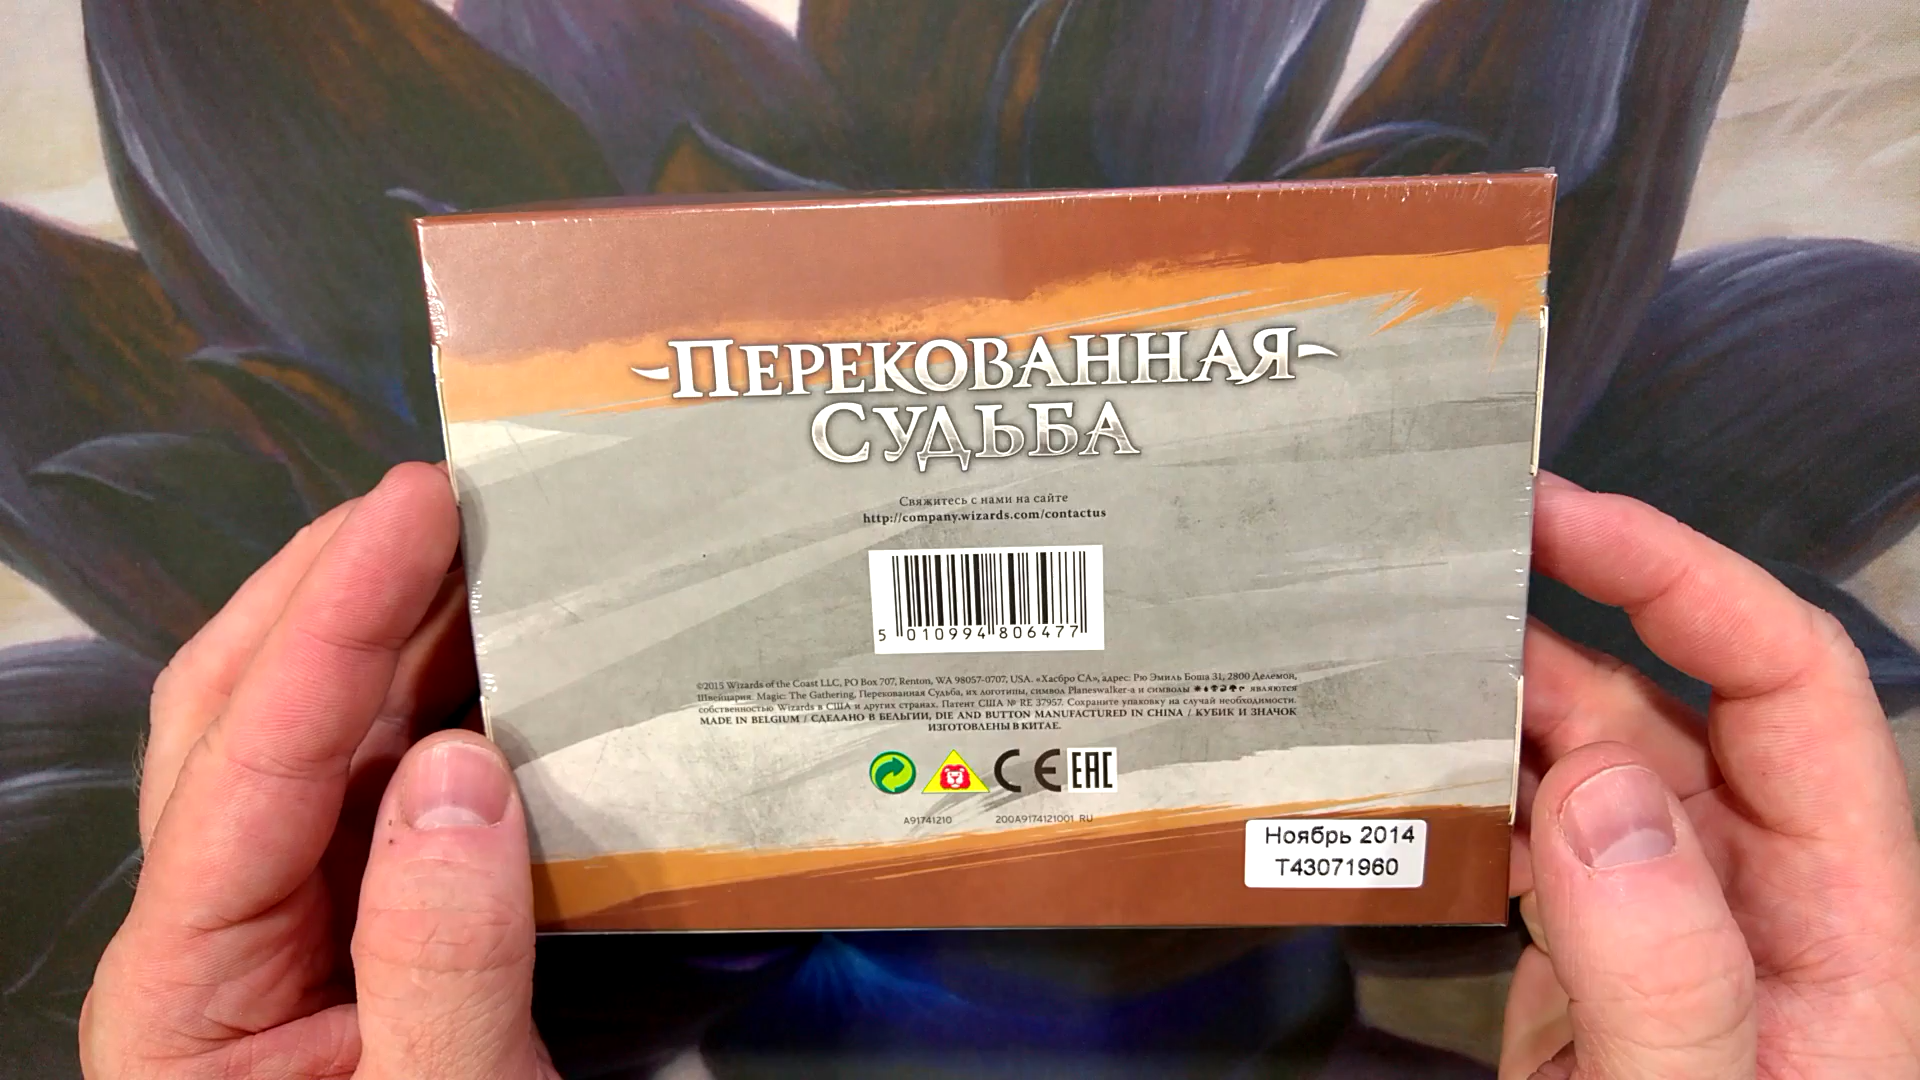 ПЕРЕКОВАННАЯ
СУДЬБА
Свяжитесь с нами на сайте
http://company.wizards.com/contactus
5 010994 806477
©2015 Wizards of the Coast LLC, PO Box 707, Renton, WA 98057-0707, USA. «Хасбро СА», адрес: Рю Эмиль Боша 31, 2800 Делемон,
Швейцария. Magic: The Gathering, Перекованная Судьба, их логотипы, символ Planeswalker-а и символы являются
собственностью Wizards в США и других странах. Патент США № RE 37957. Сохраните упаковку на случай необходимости.
MADE IN BELGIUM / СДЕЛАНО В БЕЛЬГИИ, DIE AND BUTTON MANUFACTURED IN CHINA / КУБИК И ЗНАЧОК
ИЗГОТОВЛЕНЫ В КИТАЕ.
CE EAC
A91741210 200A9174121001 RU
Ноябрь 2014
T43071960